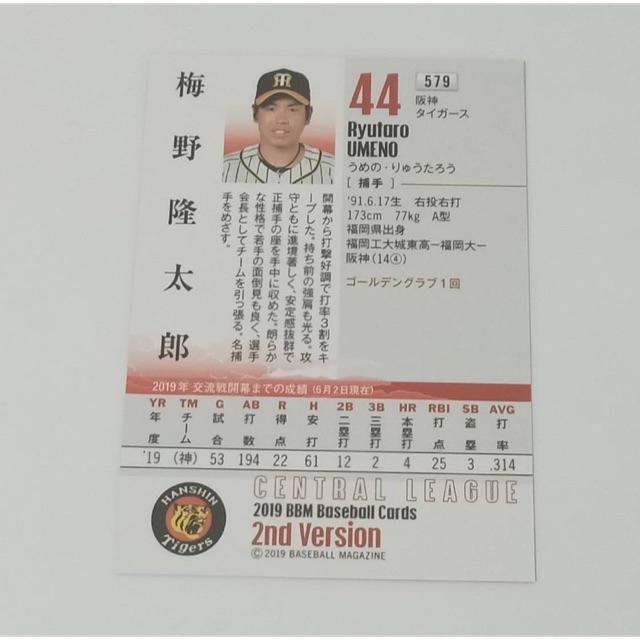 梅野隆太郎
44
579
阪神
タイガース
Ryutaro
UMENO
うめの・りゅうたろう
[捕手]
'91.6.17生 右投右打
173cm 77kg A型
福岡県出身
福岡工大城東高ー福岡大ー
阪神(14④)
ゴールデングラブ1回
開幕から打撃好調で打率3割をキ
ープした。持ち前の強肩も光る。攻
守ともに進境著しく、安定感抜群で
正捕手の座を手中に収めた。朗らか
な性格で若手の面倒見も良く、選手
会長としてチームを引っ張る。名捕
手をめざす。
2019年 交流戦開幕までの成績(6月2日現在)
YR TM G AB R H 2B 3B HR RBI SB AVG
年度 チーム 試合 打数 得点 安打 二塁打 三塁打 本塁打 打点 盗塁 打率
'19 (神) 53 194 22 61 12 2 4 25 3 .314
HANSHIN
Tigers
CENTRAL LEAGUE
2019 BBM Baseball Cards
2nd Version
©2019 BASEBALL MAGAZINE